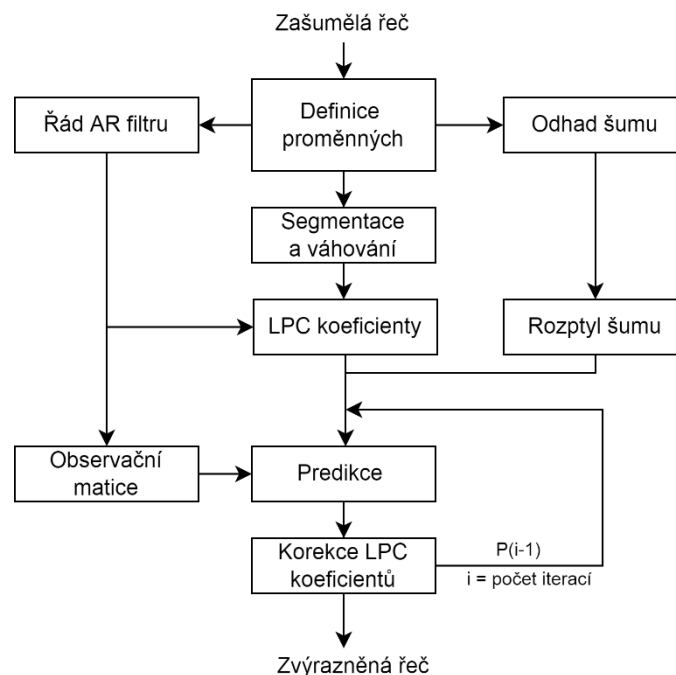 Zašumělá řeč
Řád AR filtru
Definice
proměnných
Odhad šumu
Segmentace
a váhování
LPC koeficienty
Rozptyl šumu
Observační
matice
Predikce
Korekce LPC
koeficientů
P(i-1)
i = počet iterací
Zvýrazněná řeč